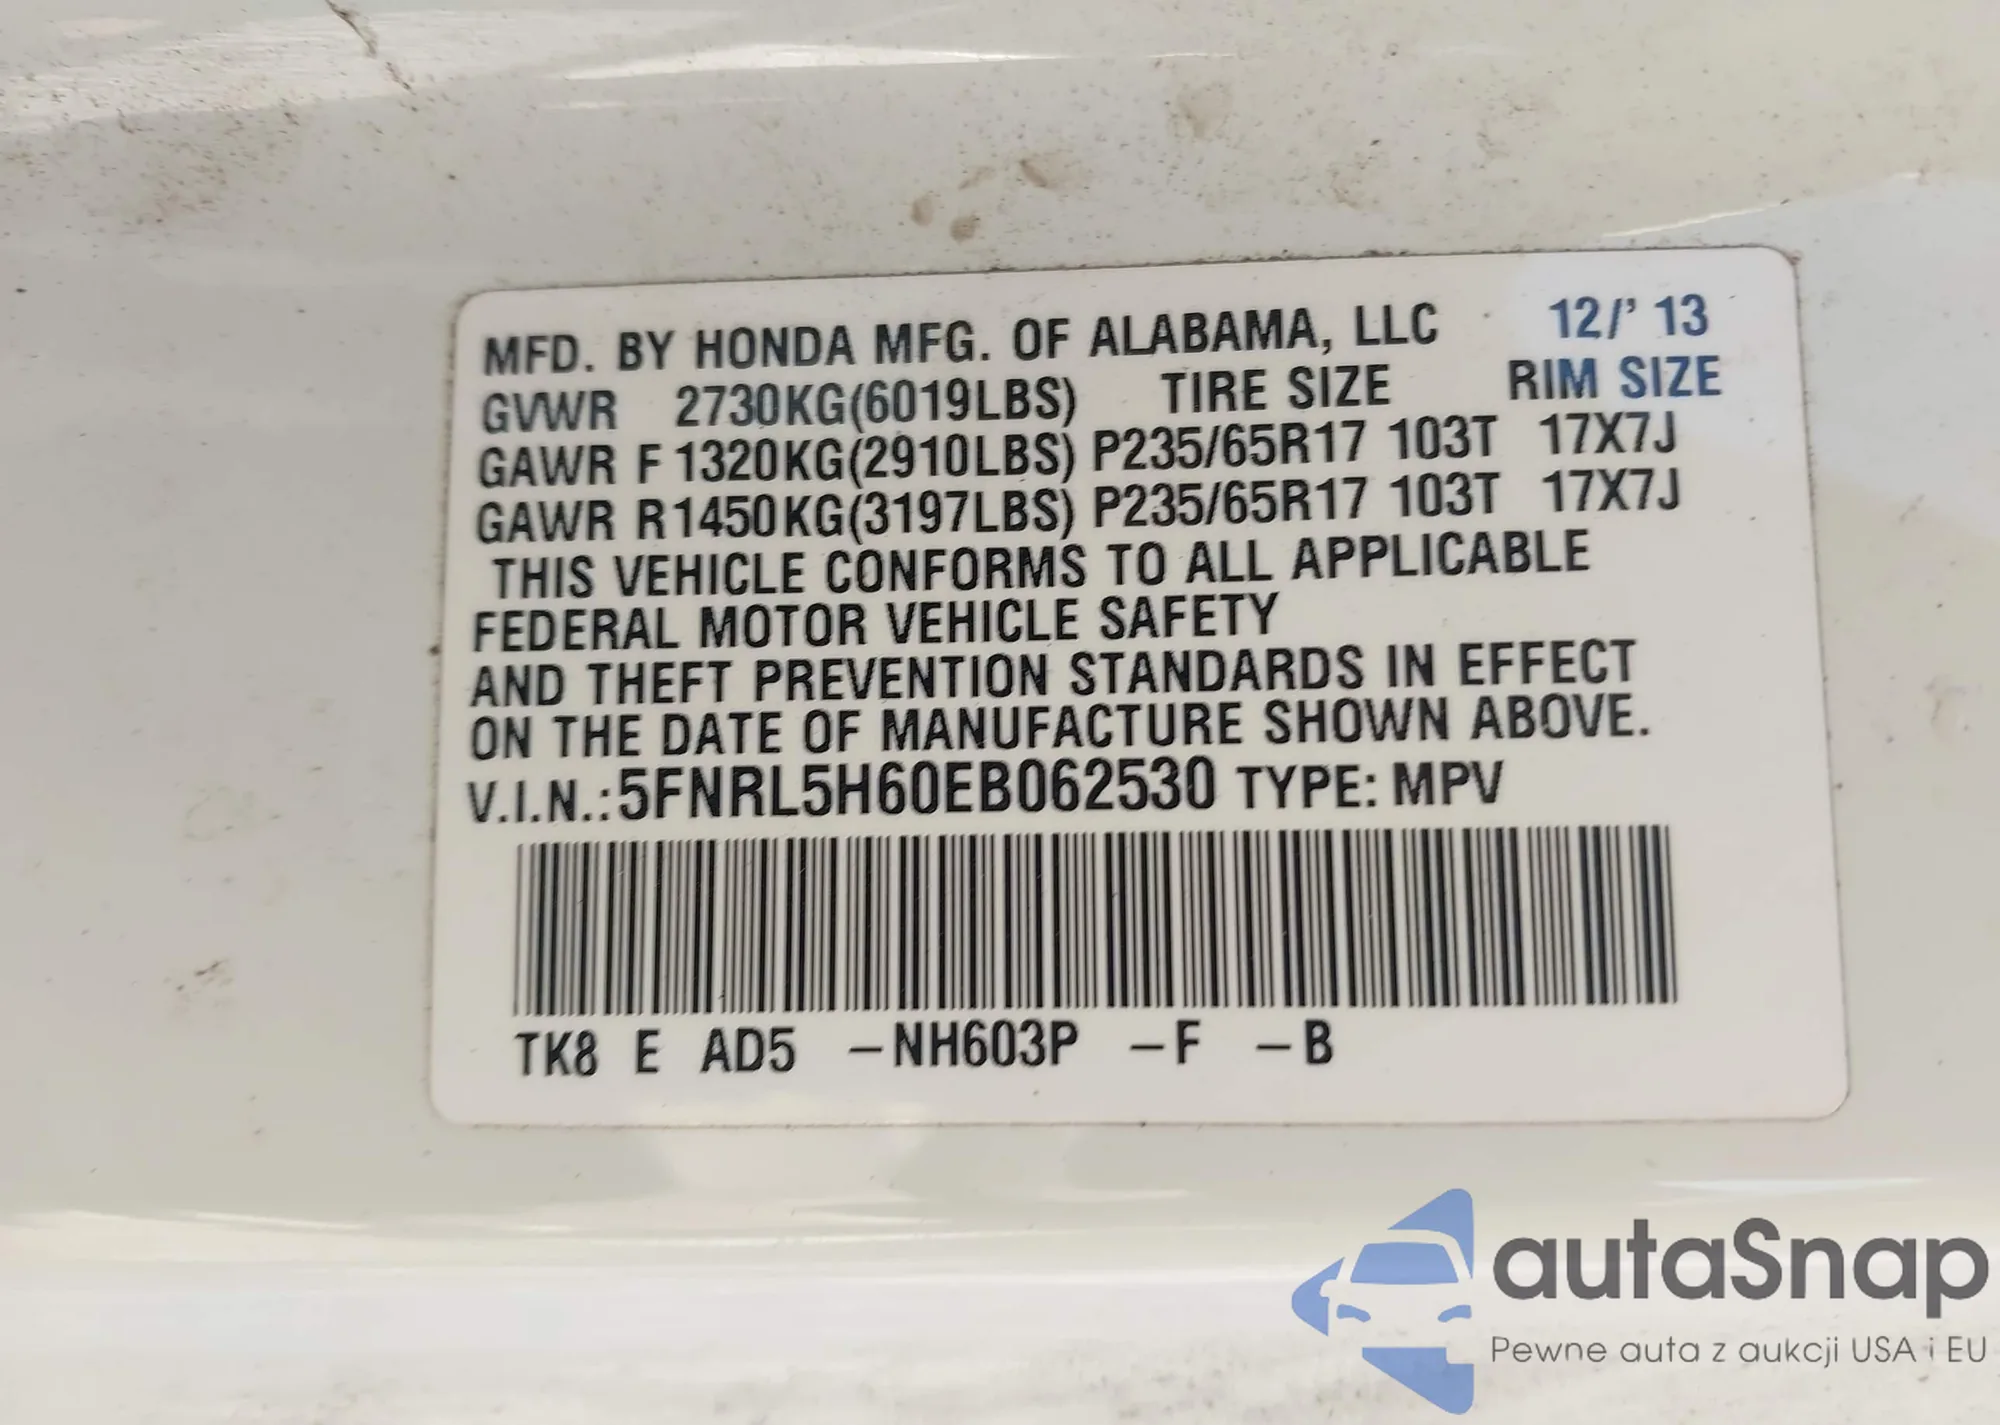 MFD. BY HONDA MFG. OF ALABAMA, LLC 12/' 13
GVWR 2730KG(6019LBS) TIRE SIZE RIM SIZE
GAWR F 1320KG(2910LBS) P235/65R17 103T 17X7J
GAWR R1450KG(3197LBS) P235/65R17 103T 17X7J
THIS VEHICLE CONFORMS TO ALL APPLICABLE
FEDERAL MOTOR VEHICLE SAFETY
AND THEFT PREVENTION STANDARDS IN EFFECT
ON THE DATE OF MANUFACTURE SHOWN ABOVE.
V.I.N.:5FNRL5H60EB062530 TYPE: MPV
TK8 E AD5 –NH603P –F –B
autaSnap
Pewne auta z aukcji USA i EU